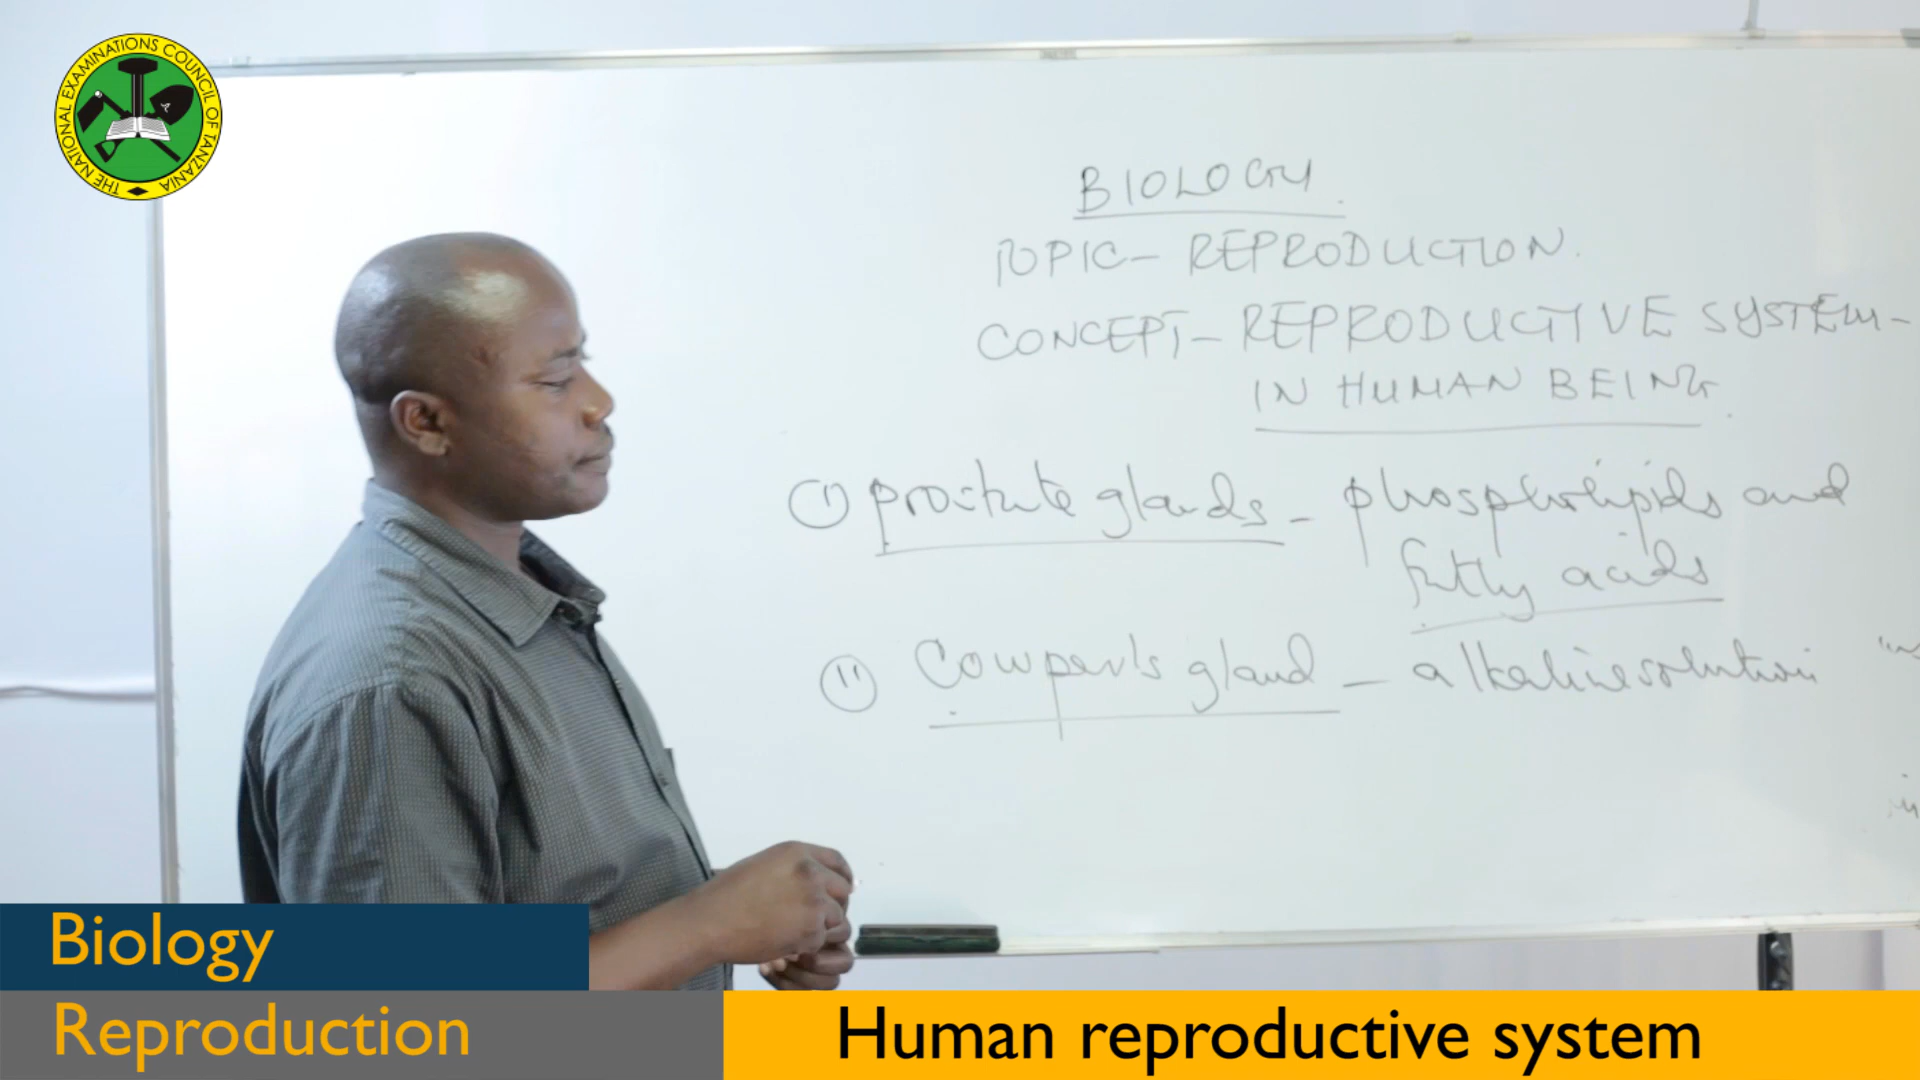 THE NATIONAL EXAMINATIONS COUNCIL OF TANZANIA
BIOLOGY.
TOPIC - REPRODUCTION.
CONCEPT - REPRODUCTIVE SYSTEM -
IN HUMAN BEING.
(i) prostate glands - phospholipids and
fatty acids
(ii) Cowper's gland - alkaline solution
Biology
Reproduction
Human reproductive system